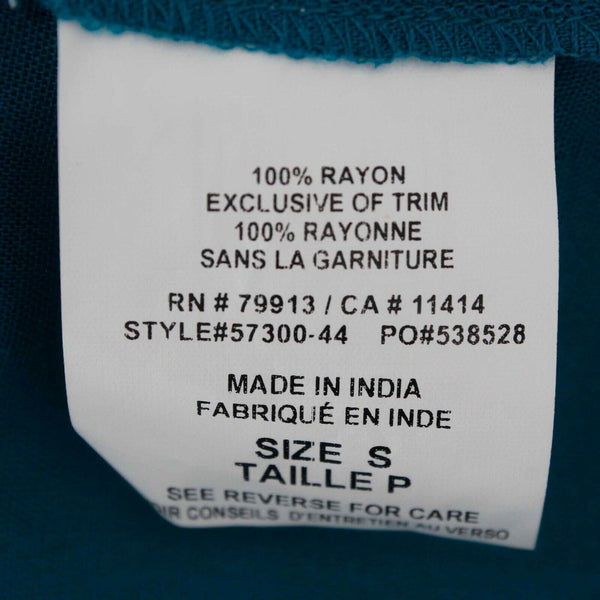 100% RAYON
EXCLUSIVE OF TRIM
100% RAYONNE
SANS LA GARNITURE
RN # 79913 / CA # 11414
STYLE#57300-44 PO#538528
MADE IN INDIA
FABRIQUÉ EN INDE
SIZE S
TAILLE P
SEE REVERSE FOR CARE
CONSEILS D'ENTRETIEN AU VERSO